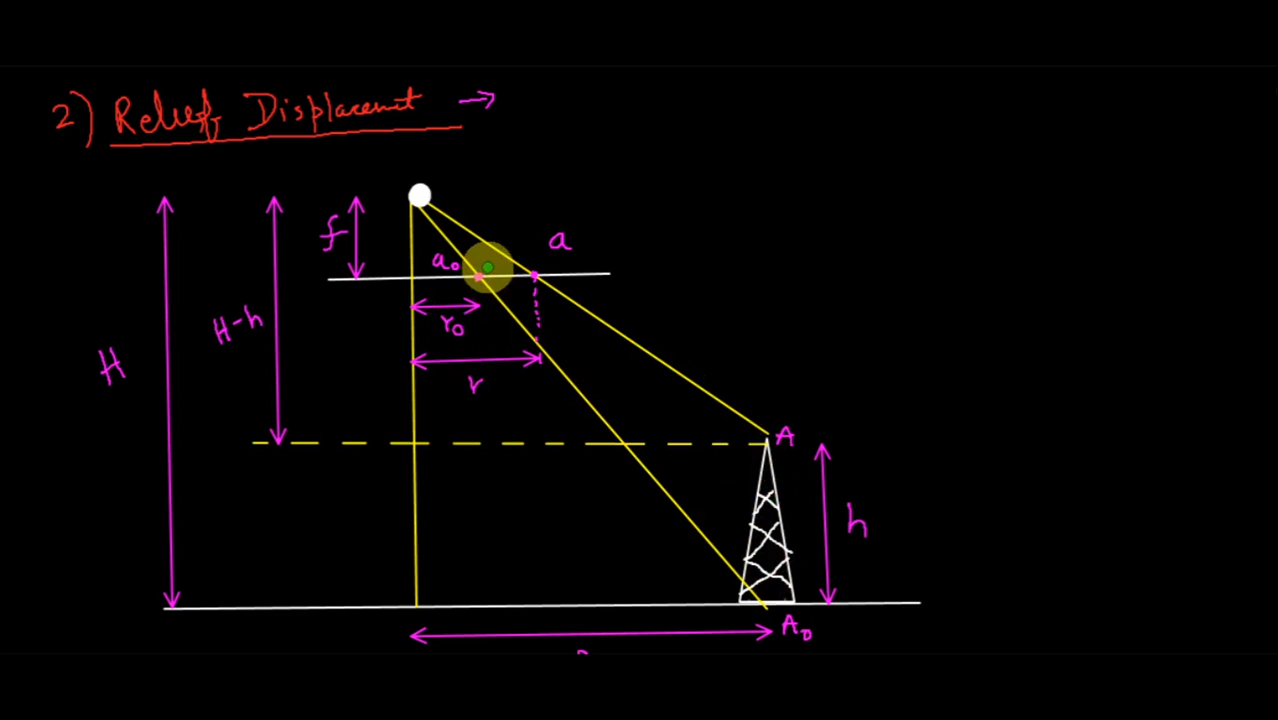 2) Relief Displacement →
f
a
a₀
H-h
r₀
H
r
A
h
A₀